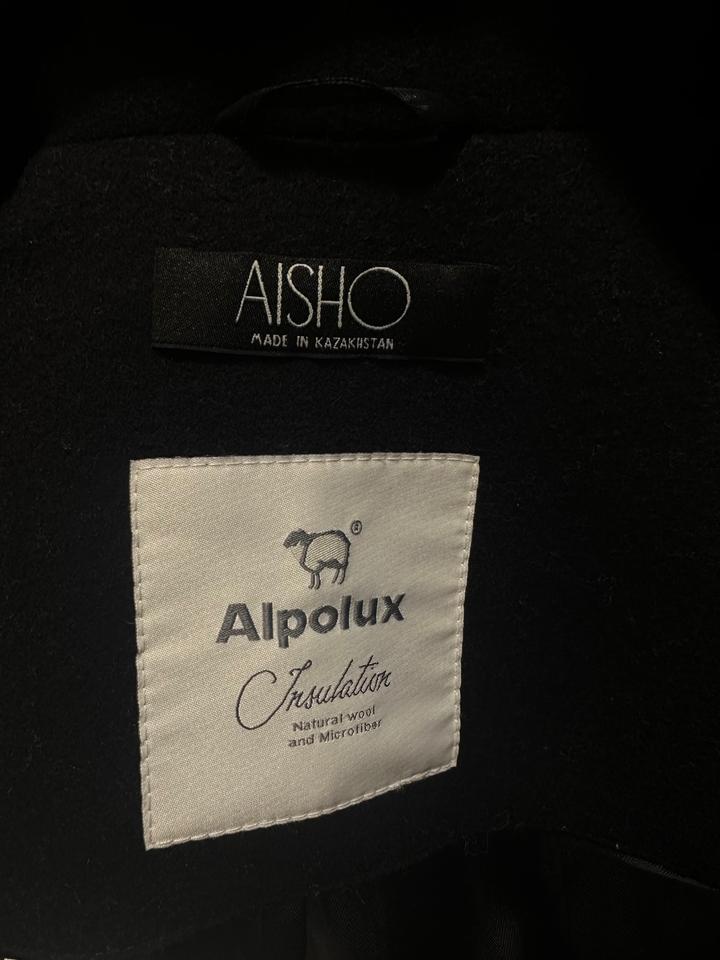 AISHO
MADE IN KAZAKHSTAN
®
Alpolux
Insulation
Natural wool
and Microfiber